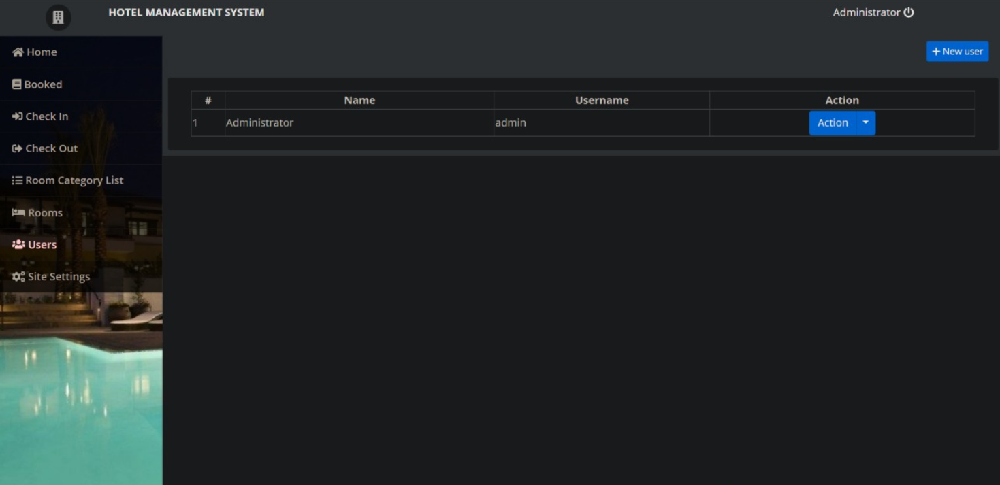 HOTEL MANAGEMENT SYSTEM
Administrator
Home
Booked
Check In
Check Out
Room Category List
Rooms
Users
Site Settings
+ New user
# Name Username Action
1 Administrator admin Action